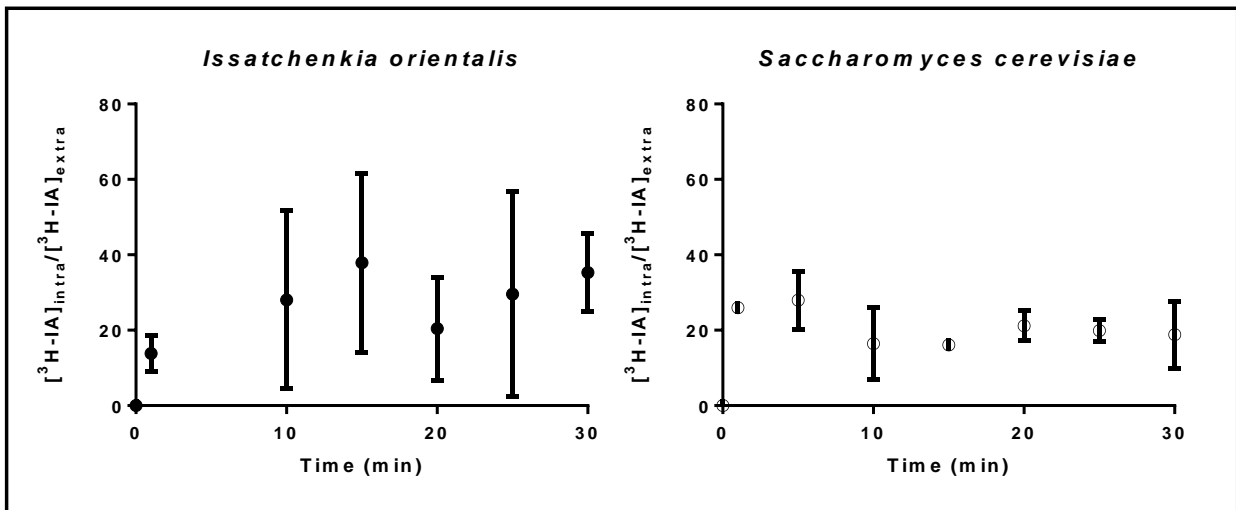 Issatchenkia orientalis
80
60
40
20
0
[³H-IA]intra/[³H-IA]extra
0 10 20 30
Time (min)
Saccharomyces cerevisiae
80
60
40
20
0
[³H-IA]intra/[³H-IA]extra
0 10 20 30
Time (min)